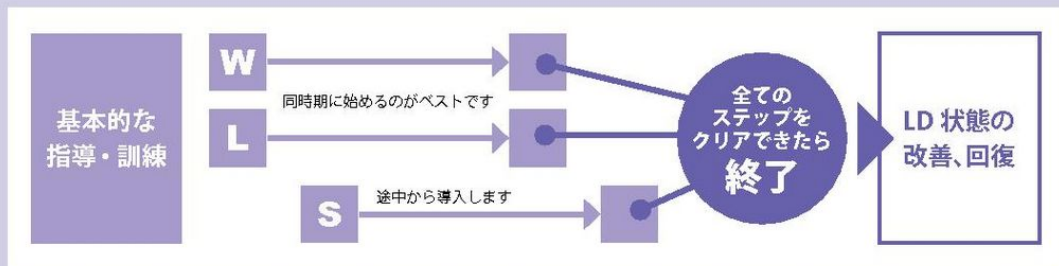 基本的な
指導・訓練
W
同時期に始めるのがベストです
L
S
途中から導入します
全ての
ステップを
クリアできたら
終了
LD 状態の
改善、回復